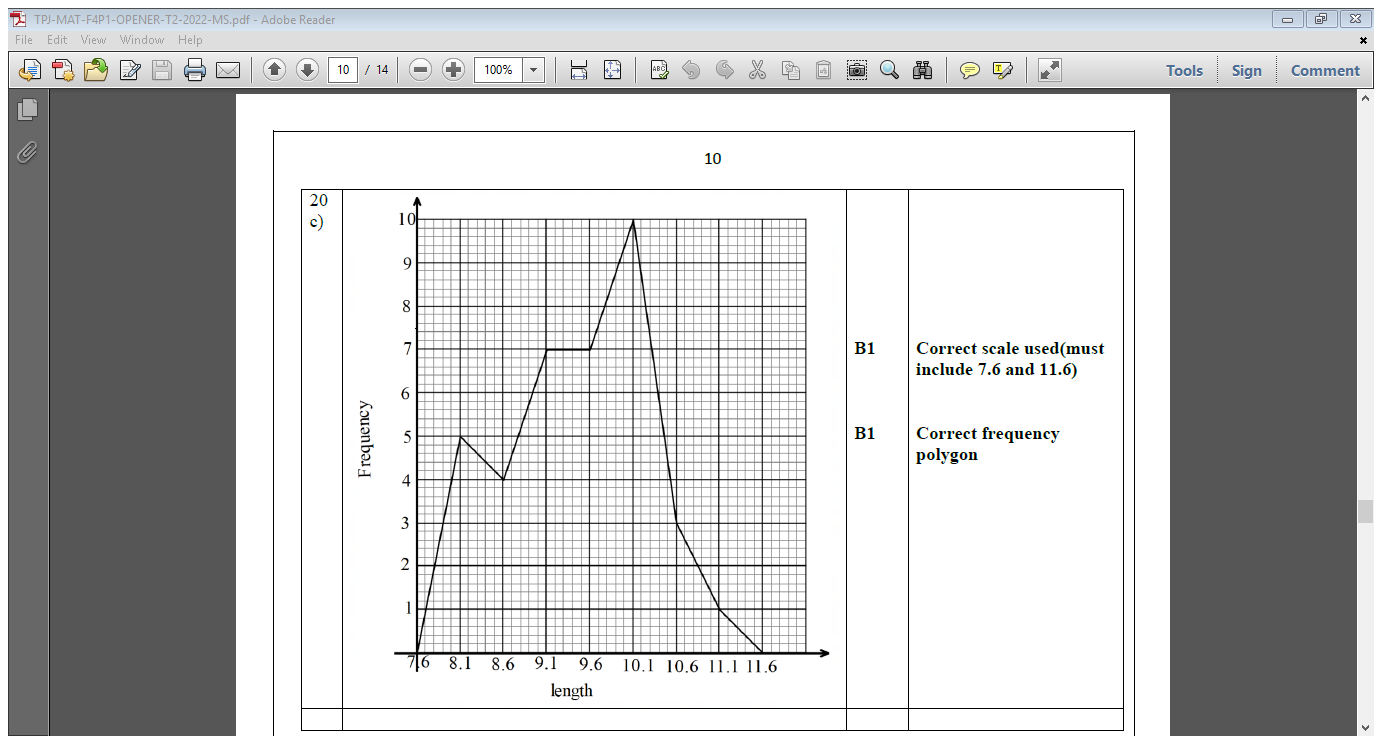 TPJ-MAT-F4P1-OPENER-T2-2022-MS.pdf - Adobe Reader
File Edit View Window Help
10 / 14 100% Tools Sign Comment
10
20
c)
10
9
8
7
6
5
4
3
2
1
Frequency
7.6 8.1 8.6 9.1 9.6 10.1 10.6 11.1 11.6
length
B1 Correct scale used(must
include 7.6 and 11.6)
B1 Correct frequency
polygon